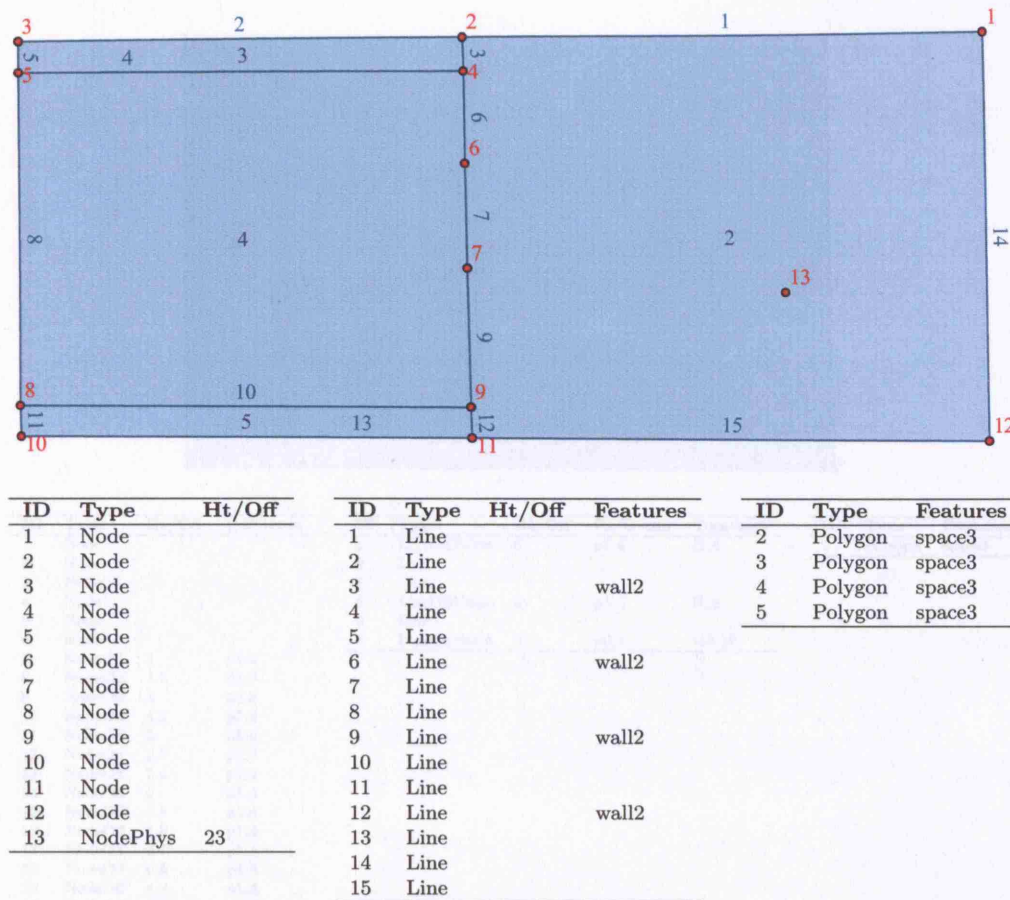 3 2 2 1 1
5 4 3 3
5 4
6
6
8 4 7 2 14
7 13
9
8 10 9
11 5 13 12 15 12
10 11
ID Type Ht/Off
1 Node
2 Node
3 Node
4 Node
5 Node
6 Node
7 Node
8 Node
9 Node
10 Node
11 Node
12 Node
13 NodePhys 23
ID Type Ht/Off Features
1 Line
2 Line
3 Line wall2
4 Line
5 Line
6 Line wall2
7 Line
8 Line
9 Line wall2
10 Line
11 Line
12 Line wall2
13 Line
14 Line
15 Line
ID Type Features
2 Polygon space3
3 Polygon space3
4 Polygon space3
5 Polygon space3